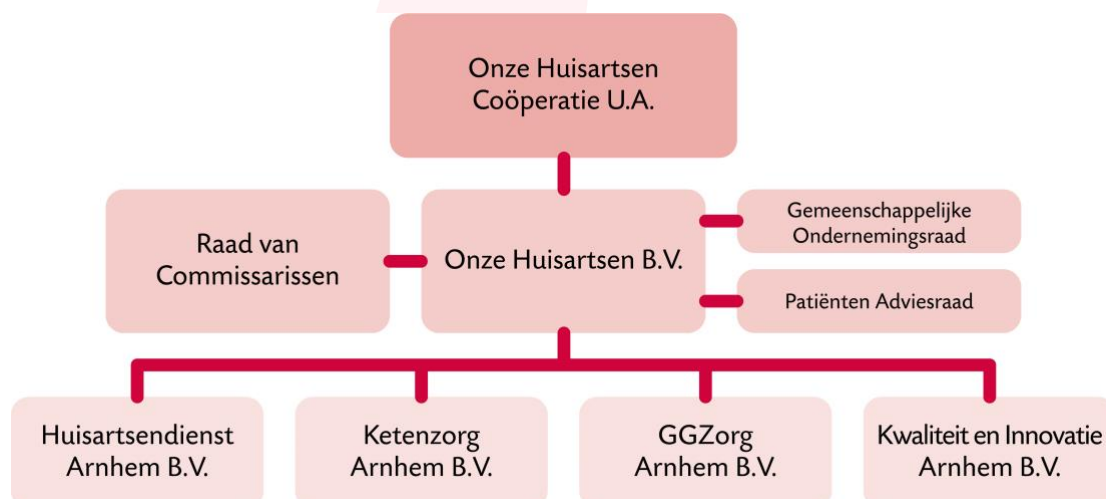 Onze Huisartsen
Coöperatie U.A.
Raad van
Commissarissen
Onze Huisartsen B.V.
Gemeenschappelijke
Ondernemingsraad
Patiënten Adviesraad
Huisartsendienst
Arnhem B.V.
Ketenzorg
Arnhem B.V.
GGZorg
Arnhem B.V.
Kwaliteit en Innovatie
Arnhem B.V.